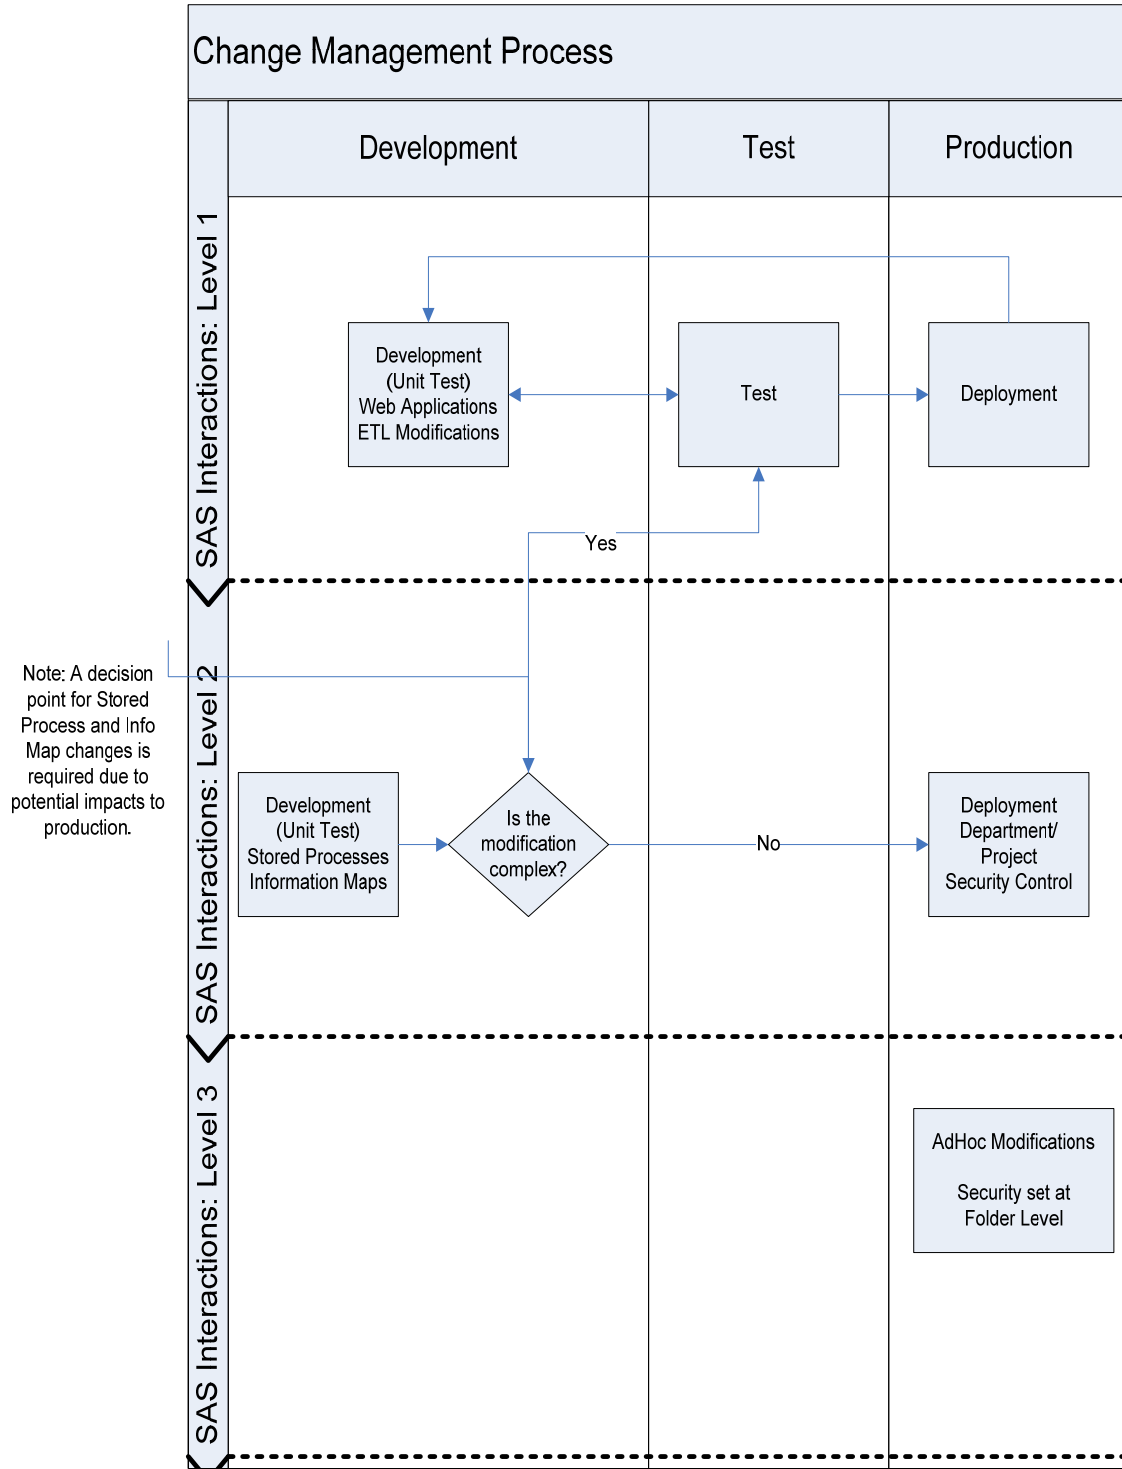 Change Management Process
Development
Test
Production
SAS Interactions: Level 1
Development
(Unit Test)
Web Applications
ETL Modifications
Test
Deployment
Yes
SAS Interactions: Level 2
Note: A decision
point for Stored
Process and Info
Map changes is
required due to
potential impacts to
production.
Development
(Unit Test)
Stored Processes
Information Maps
Is the
modification
complex?
No
Deployment
Department/
Project
Security Control
SAS Interactions: Level 3
AdHoc Modifications
Security set at
Folder Level